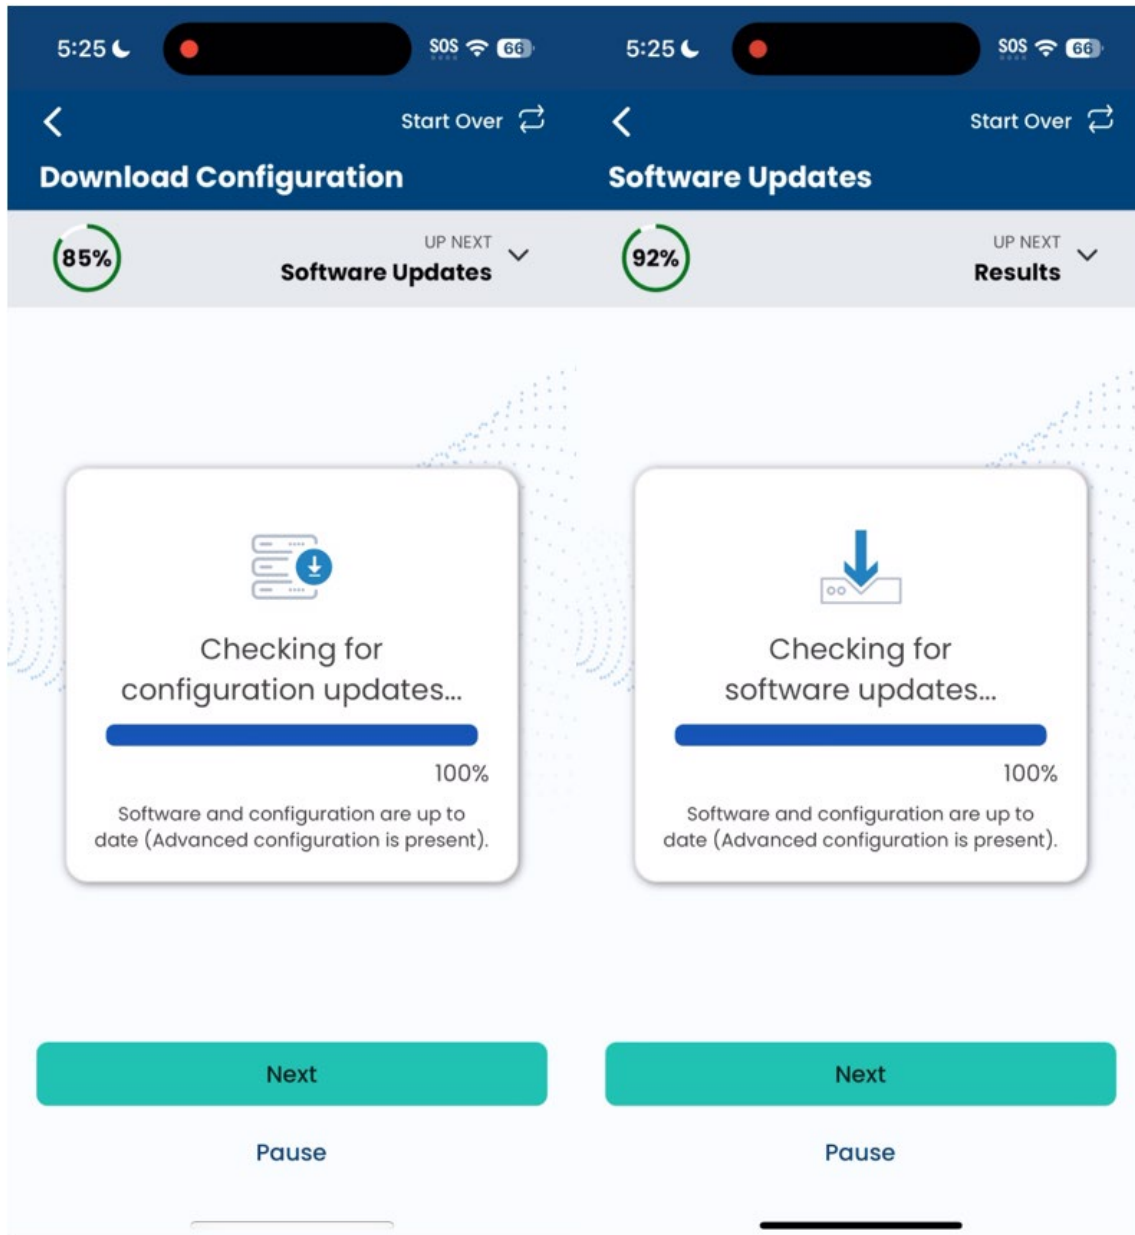 5:25
SOS
66
Start Over
Download Configuration
85%
UP NEXT
Software Updates
Checking for
configuration updates...
100%
Software and configuration are up to
date (Advanced configuration is present).
Next
Pause
5:25
SOS
66
Start Over
Software Updates
92%
UP NEXT
Results
Checking for
software updates...
100%
Software and configuration are up to
date (Advanced configuration is present).
Next
Pause